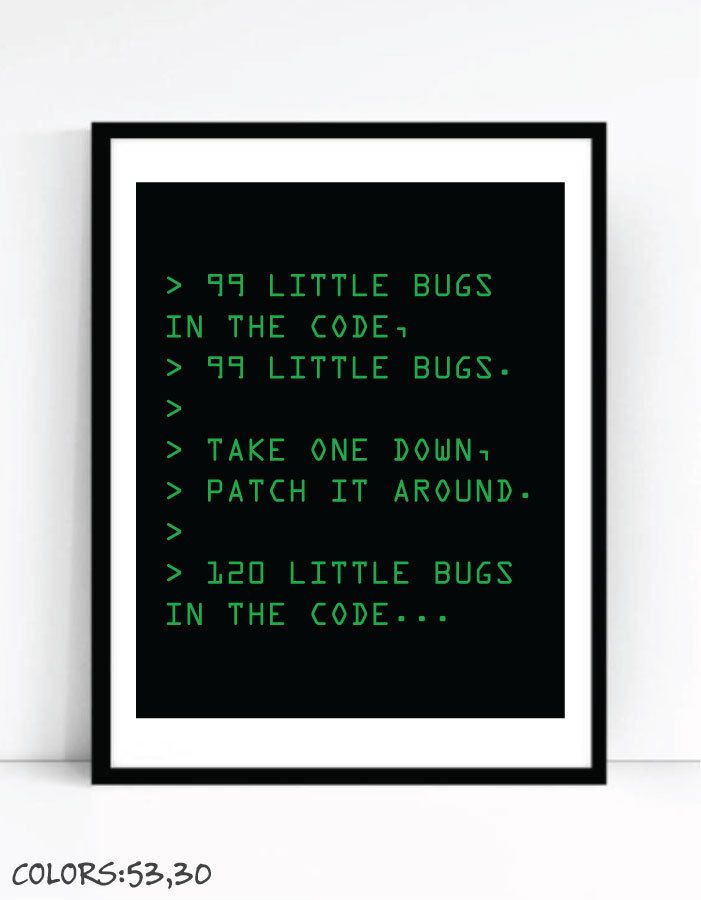 > 99 LITTLE BUGS
IN THE CODE,
> 99 LITTLE BUGS.
>
> TAKE ONE DOWN,
> PATCH IT AROUND.
>
> 120 LITTLE BUGS
IN THE CODE...
COLORS:53,30